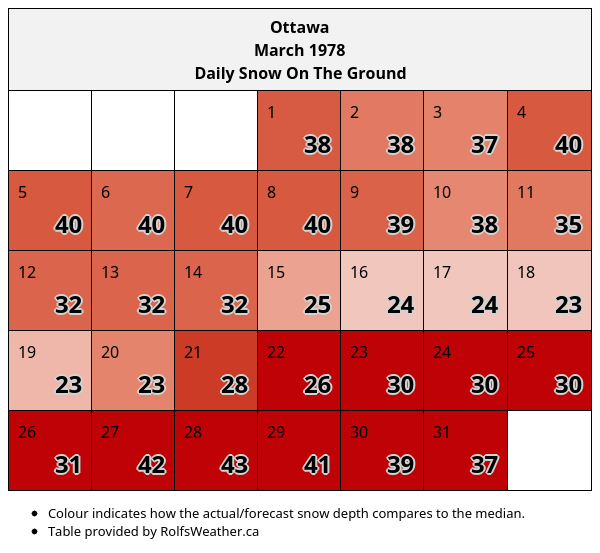 Ottawa
March 1978
Daily Snow On The Ground
1 2 3 4
38 38 37 40
5 6 7 8 9 10 11
40 40 40 40 39 38 35
12 13 14 15 16 17 18
32 32 32 25 24 24 23
19 20 21 22 23 24 25
23 23 28 26 30 30 30
26 27 28 29 30 31
31 42 43 41 39 37
• Colour indicates how the actual/forecast snow depth compares to the median.
• Table provided by RolfsWeather.ca